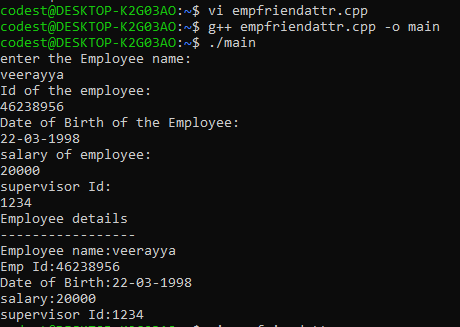 codest@DESKTOP-K2G03AO:~$ vi empfriendattr.cpp
codest@DESKTOP-K2G03AO:~$ g++ empfriendattr.cpp -o main
codest@DESKTOP-K2G03AO:~$ ./main
enter the Employee name:
veerayya
Id of the employee:
46238956
Date of Birth of the Employee:
22-03-1998
salary of employee:
20000
supervisor Id:
1234
Employee details
-----------------
Employee name:veerayya
Emp Id:46238956
Date of Birth:22-03-1998
salary:20000
supervisor Id:1234